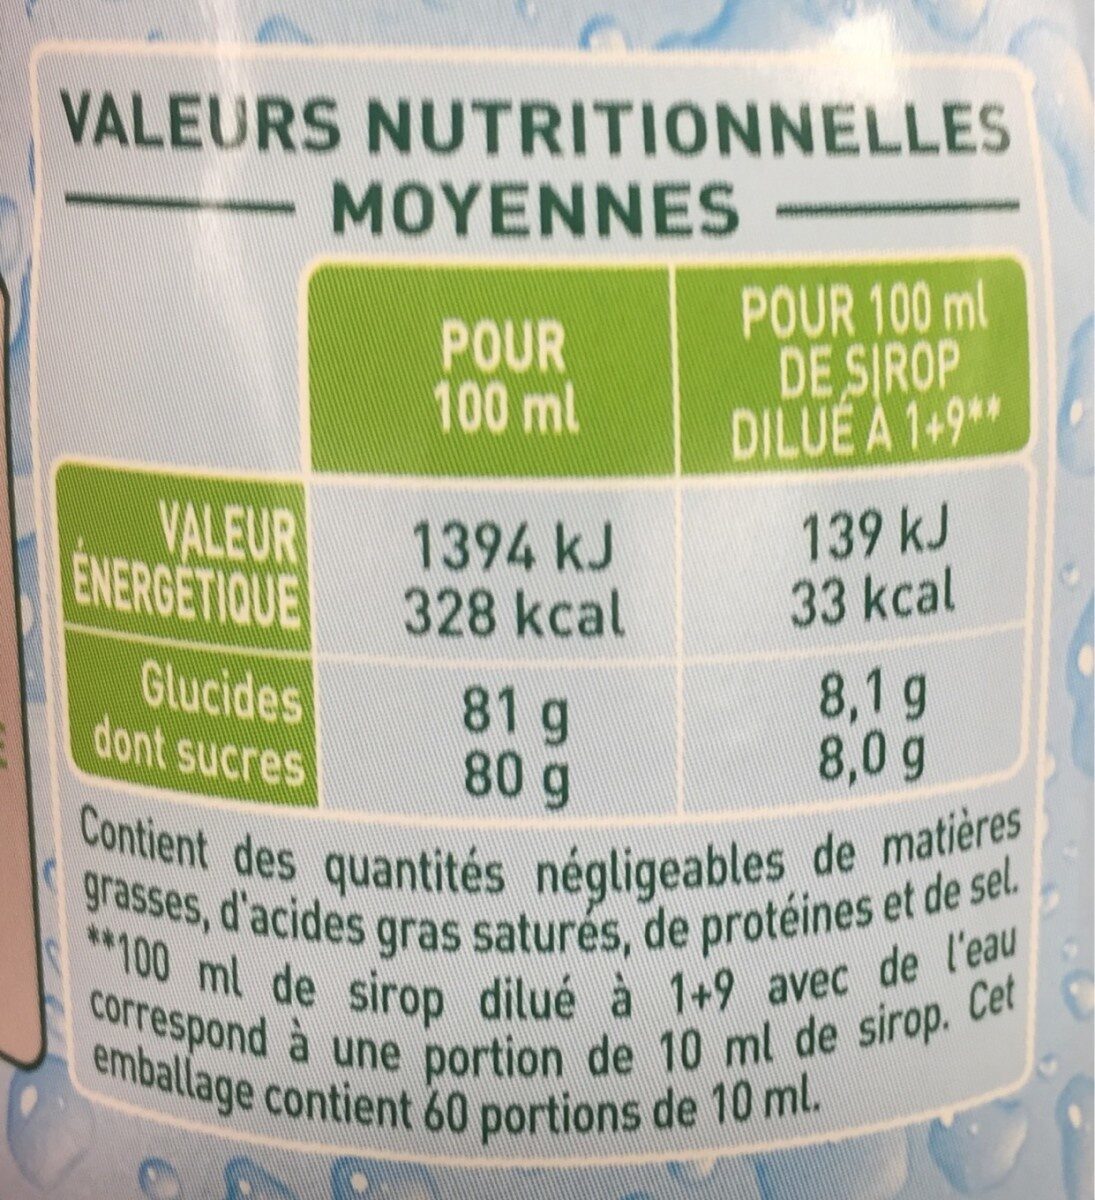 VALEURS NUTRITIONNELLES
MOYENNES
POUR
100 ml
POUR 100 ml
DE SIROP
DILUÉ À 1+9**
VALEUR
ÉNERGÉTIQUE
1394 kJ
328 kcal
139 kJ
33 kcal
Glucides
dont sucres
81 g
80 g
8,1 g
8,0 g
Contient des quantités négligeables de matières
grasses, d'acides gras saturés, de protéines et de sel.
**100 ml de sirop dilué à 1+9 avec de l'eau
correspond à une portion de 10 ml de sirop. Cet
emballage contient 60 portions de 10 ml.